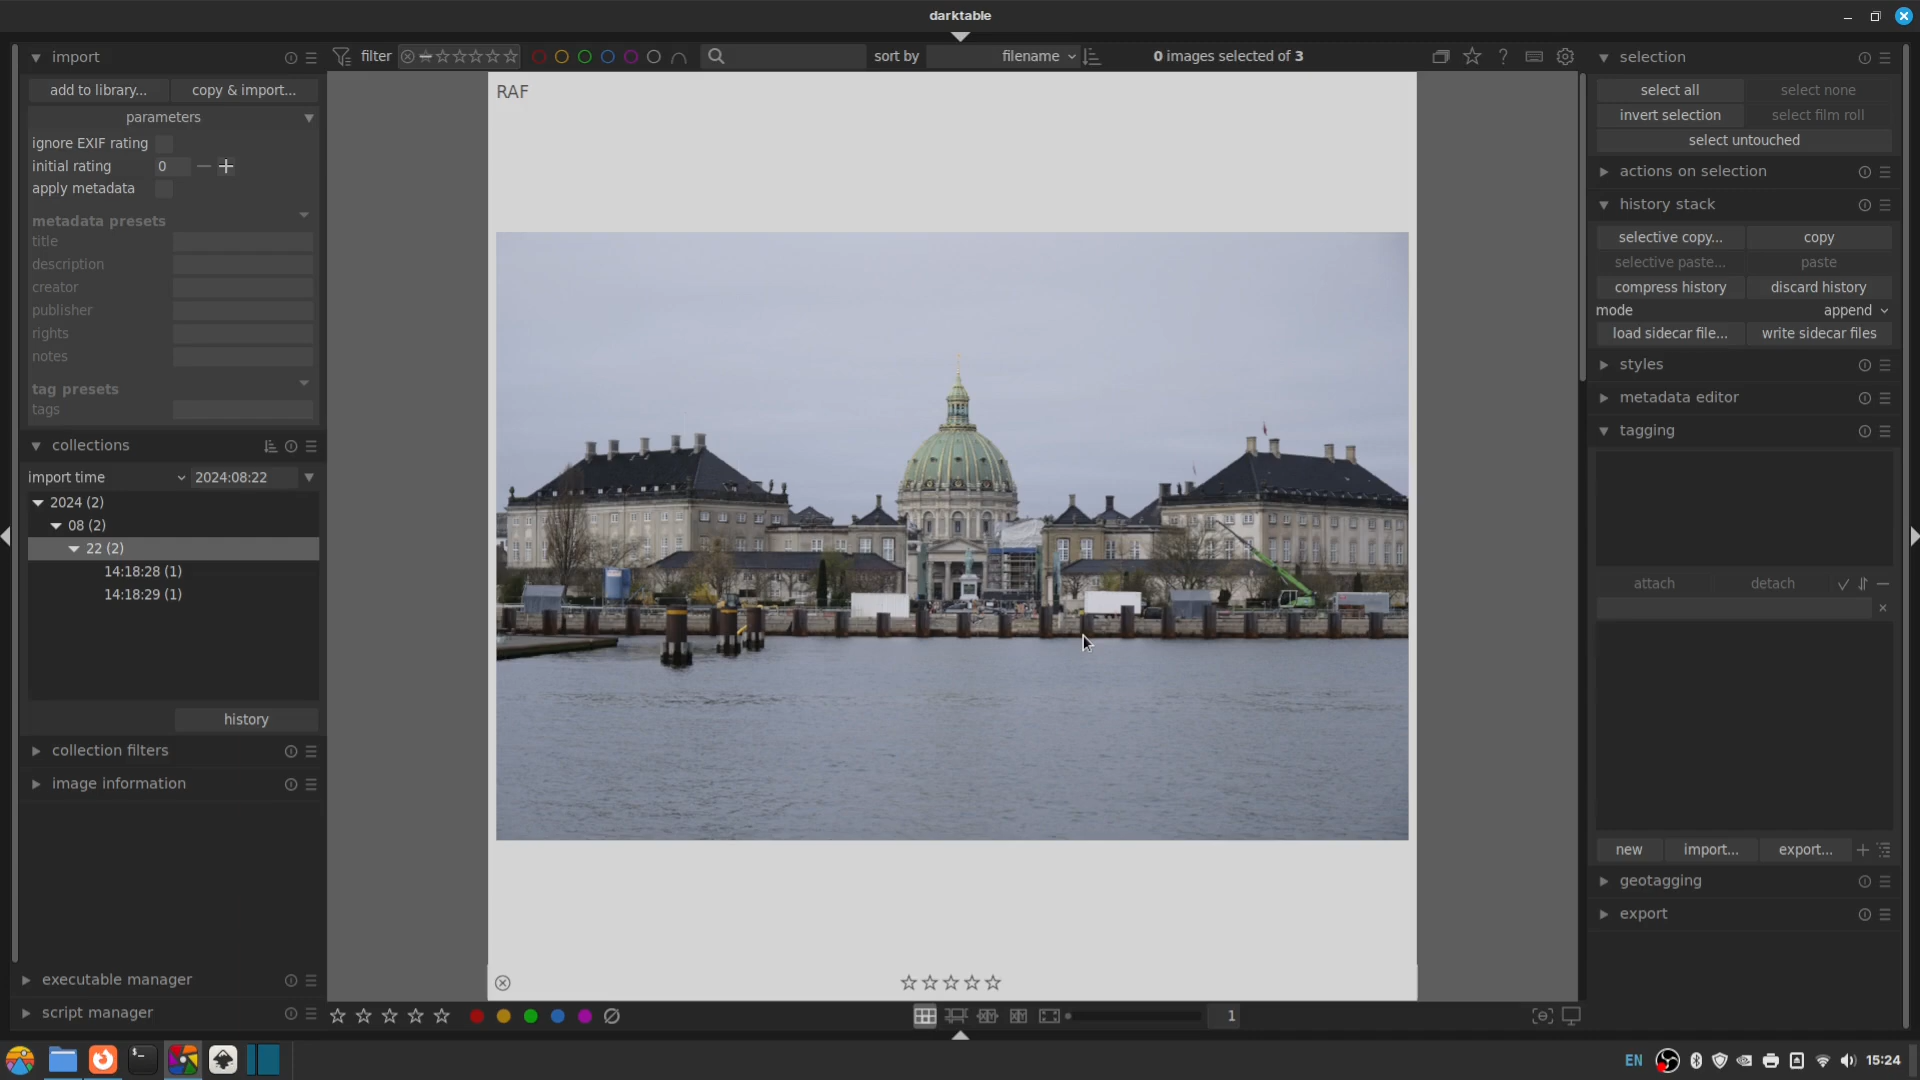 darktable
import
add to library...
copy & import...
parameters
ignore EXIF rating
initial rating 0
apply metadata
metadata presets
title
description
creator
publisher
rights
notes
tag presets
tags
collections
import time 2024:08:22
2024 (2)
08 (2)
22 (2)
14:18:28 (1)
14:18:29 (1)
history
collection filters
image information
executable manager
script manager
filter
sort by filename
0 images selected of 3
RAF
1
selection
select all
select none
invert selection
select film roll
select untouched
actions on selection
history stack
selective copy...
copy
selective paste...
paste
compress history
discard history
mode append
load sidecar file...
write sidecar files
styles
metadata editor
tagging
attach
detach
new
import...
export...
geotagging
export
EN
15:24